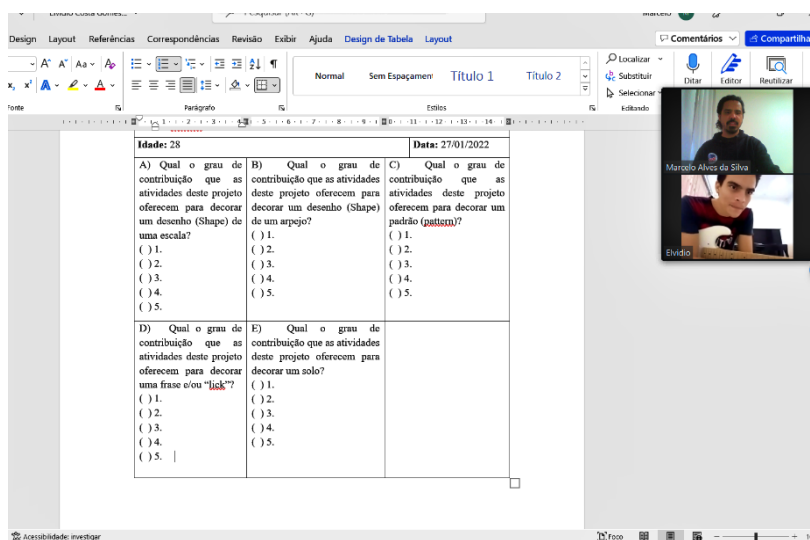 Marcelo
Design Layout Referências Correspondências Revisão Exibir Ajuda Design de Tabela Layout
Comentários
Compartilha
Normal
Sem Espaçamen
Título 1
Título 2
Localizar
Substituir
Selecionar
Ditar
Editor
Reutilizar
Fonte
Parágrafo
Estilos
Editando
Idade: 28
Data: 27/01/2022
A) Qual o grau de
contribuição que as
atividades deste projeto
oferecem para decorar
um desenho (Shape) de
uma escala?
( ) 1.
( ) 2.
( ) 3.
( ) 4.
( ) 5.
B) Qual o grau de
contribuição que as atividades
deste projeto oferecem para
decorar um desenho (Shape)
de um arpejo?
( ) 1.
( ) 2.
( ) 3.
( ) 4.
( ) 5.
C) Qual o grau de
contribuição que as
atividades deste projeto
oferecem para decorar um
padrão (pattern)?
( ) 1.
( ) 2.
( ) 3.
( ) 4.
( ) 5.
D) Qual o grau de
contribuição que as
atividades deste projeto
oferecem para decorar
uma frase e/ou “lick”?
( ) 1.
( ) 2.
( ) 3.
( ) 4.
( ) 5.
E) Qual o grau de
contribuição que as atividades
deste projeto oferecem para
decorar um solo?
( ) 1.
( ) 2.
( ) 3.
( ) 4.
( ) 5.
Marcelo Alves da Silva
Elvidio
Acessibilidade: investigar
Foco